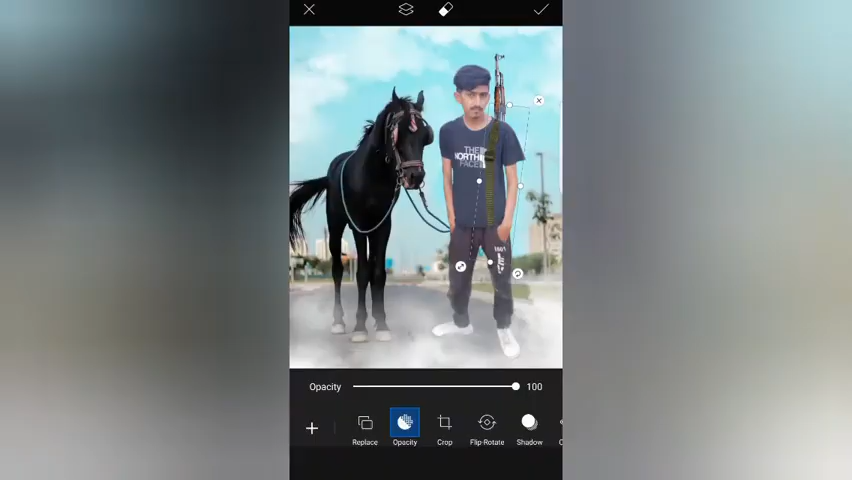 THE
NORTH
FACE
Opacity
100
Replace
Opacity
Crop
Flip-Rotate
Shadow